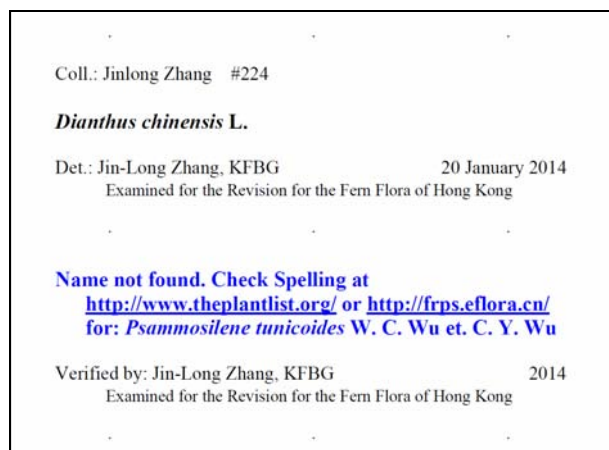 Coll.: Jinlong Zhang #224
Dianthus chinensis L.
Det.: Jin-Long Zhang, KFBG 20 January 2014
Examined for the Revision for the Fern Flora of Hong Kong
Name not found. Check Spelling at
http://www.theplantlist.org/ or http://frps.eflora.cn/
for: Psammosilene tunicoides W. C. Wu et. C. Y. Wu
Verified by: Jin-Long Zhang, KFBG 2014
Examined for the Revision for the Fern Flora of Hong Kong